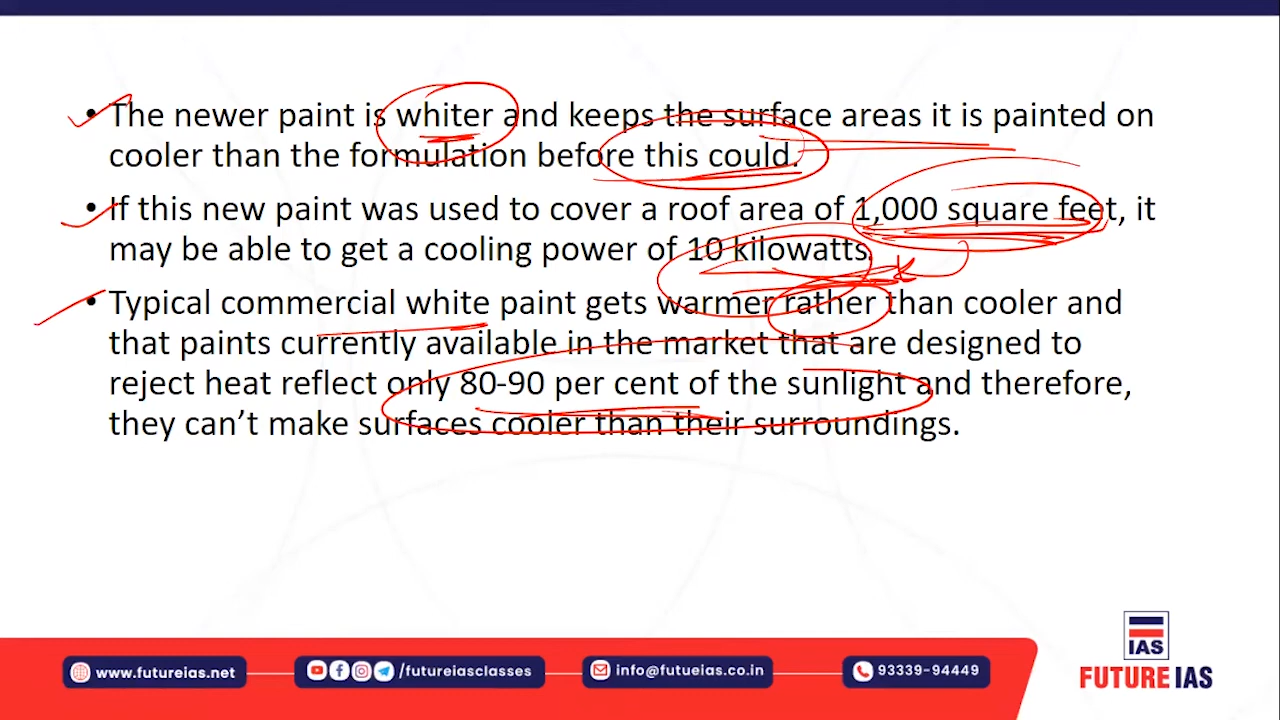 • The newer paint is whiter and keeps the surface areas it is painted on
cooler than the formulation before this could.
• If this new paint was used to cover a roof area of 1,000 square feet, it
may be able to get a cooling power of 10 kilowatts.
• Typical commercial white paint gets warmer rather than cooler and
that paints currently available in the market that are designed to
reject heat reflect only 80-90 per cent of the sunlight and therefore,
they can’t make surfaces cooler than their surroundings.
IAS
FUTURE IAS
www.futureias.net
/futureiasclasses
info@futueias.co.in
93339-94449